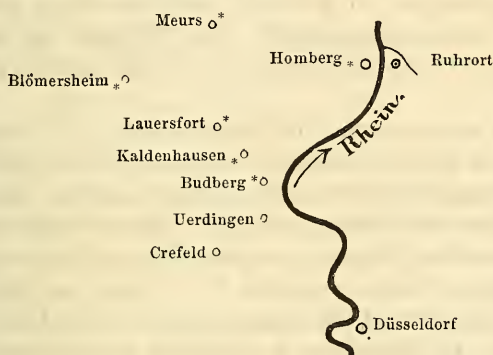 Meurs *
Homberg *
Ruhrort
Blömersheim *
Lauersfort *
Rhein.
Kaldenhausen *
Budberg *
Uerdingen
Crefeld
Düsseldorf